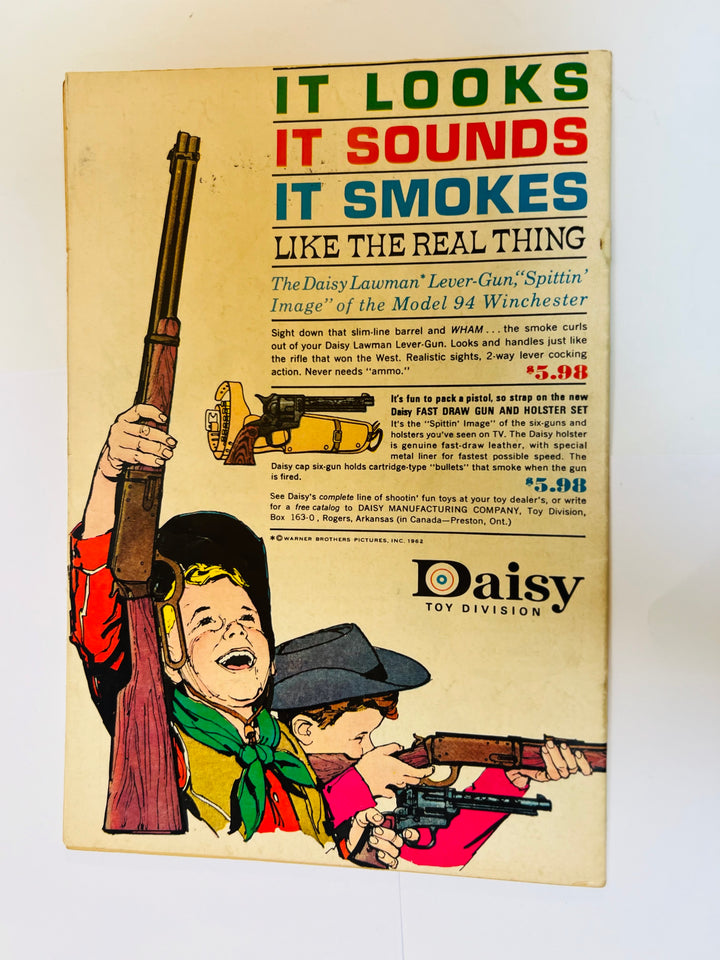 IT LOOKS
IT SOUNDS
IT SMOKES
LIKE THE REAL THING
The Daisy Lawman* Lever-Gun, "Spittin'
Image" of the Model 94 Winchester
Sight down that slim-line barrel and WHAM... the smoke curls
out of your Daisy Lawman Lever-Gun. Looks and handles just like
the rifle that won the West. Realistic sights, 2-way lever cocking
action. Never needs "ammo."
$5.98
It's fun to pack a pistol, so strap on the new
Daisy FAST DRAW GUN AND HOLSTER SET
It's the "Spittin' Image" of the six-guns and
holsters you've seen on TV. The Daisy holster
is genuine fast-draw leather, with special
metal liner for fastest possible speed. The
Daisy cap six-gun holds cartridge-type "bullets" that smoke when the gun
is fired.
$5.98
See Daisy's complete line of shootin' fun toys at your toy dealer's, or write
for a free catalog to DAISY MANUFACTURING COMPANY, Toy Division,
Box 163-O, Rogers, Arkansas (in Canada—Preston, Ont.)
*©WARNER BROTHERS PICTURES, INC. 1962
Daisy
TOY DIVISION